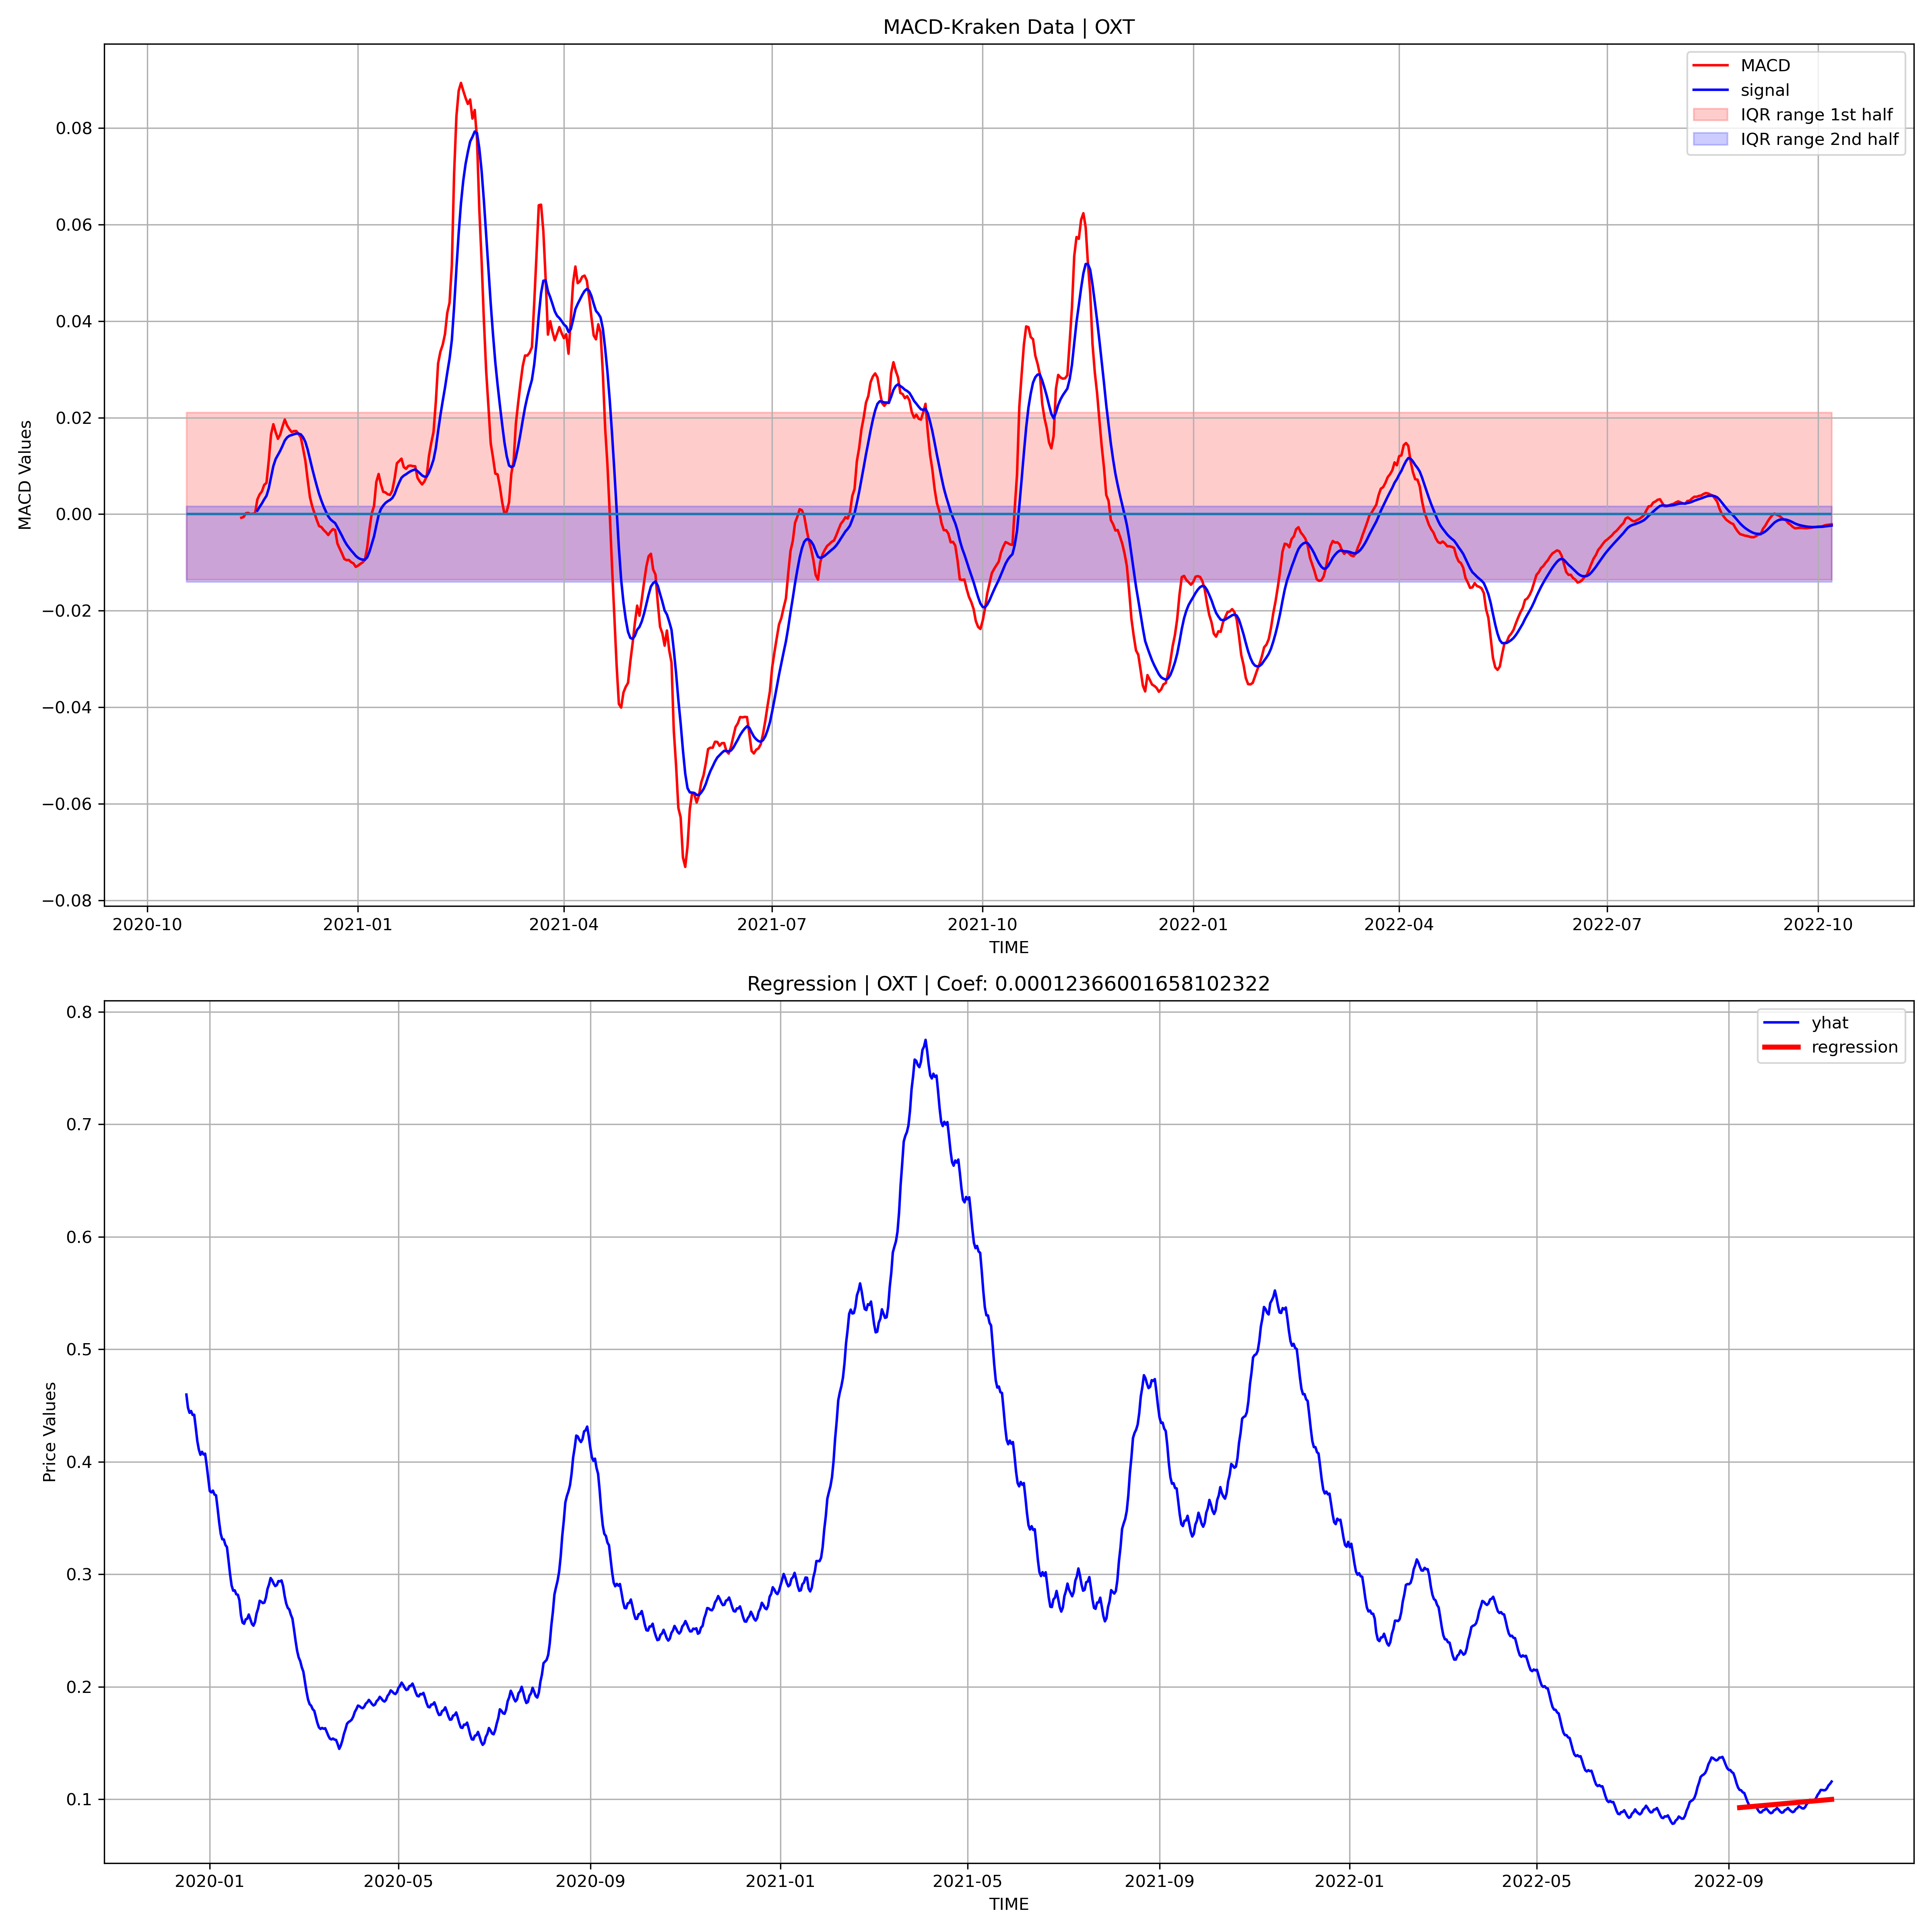 MACD-Kraken Data | OXT
MACD
signal
IQR range 1st half
IQR range 2nd half
MACD Values
0.08
0.06
0.04
0.02
0.00
−0.02
−0.04
−0.06
−0.08
2020-10
2021-01
2021-04
2021-07
2021-10
2022-01
2022-04
2022-07
2022-10
TIME
Regression | OXT | Coef: 0.00012366001658102322
yhat
regression
Price Values
0.8
0.7
0.6
0.5
0.4
0.3
0.2
0.1
2020-01
2020-05
2020-09
2021-01
2021-05
2021-09
2022-01
2022-05
2022-09
TIME